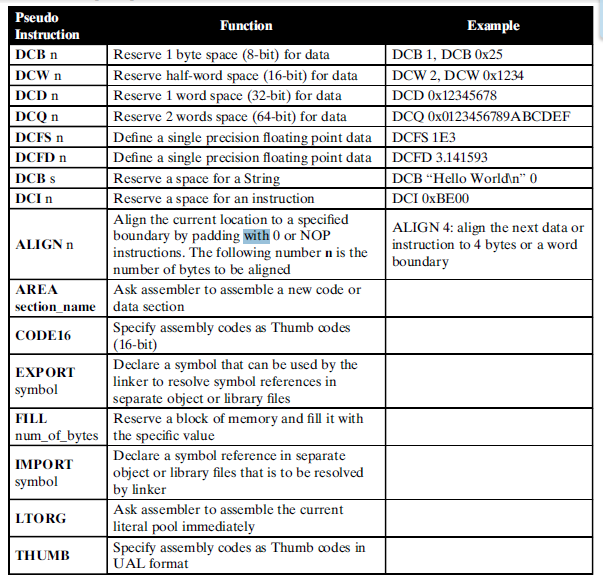 Pseudo Instruction Function Example
DCB n Reserve 1 byte space (8-bit) for data DCB 1, DCB 0x25
DCW n Reserve half-word space (16-bit) for data DCW 2, DCW 0x1234
DCD n Reserve 1 word space (32-bit) for data DCD 0x12345678
DCQ n Reserve 2 words space (64-bit) for data DCQ 0x0123456789ABCDEF
DCFS n Define a single precision floating point data DCFS 1E3
DCFD n Define a single precision floating point data DCFD 3.141593
DCB s Reserve a space for a String DCB “Hello World\n” 0
DCI n Reserve a space for an instruction DCI 0xBE00
ALIGN n
Align the current location to a specified
boundary by padding with 0 or NOP
instructions. The following number n is the
number of bytes to be aligned
ALIGN 4: align the next data or
instruction to 4 bytes or a word
boundary
AREA
section_name
Ask assembler to assemble a new code or
data section
CODE16
Specify assembly codes as Thumb codes
(16-bit)
EXPORT
symbol
Declare a symbol that can be used by the
linker to resolve symbol references in
separate object or library files
FILL
num_of_bytes
Reserve a block of memory and fill it with
the specific value
IMPORT
symbol
Declare a symbol reference in separate
object or library files that is to be resolved
by linker
LTORG
Ask assembler to assemble the current
literal pool immediately
THUMB
Specify assembly codes as Thumb codes in
UAL format